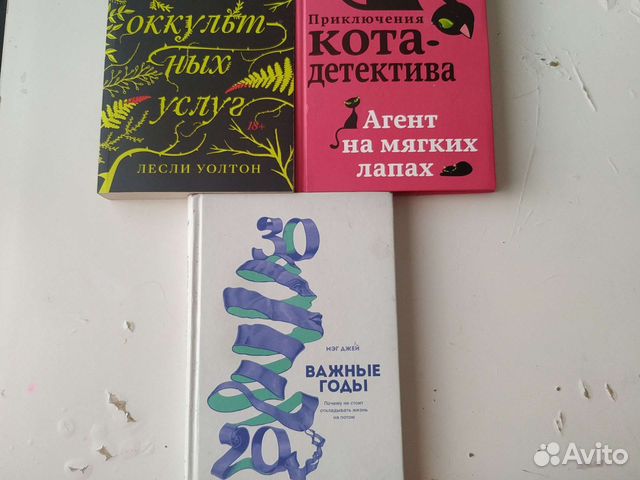 оккульт-
ных
услуг
18+
ЛЕСЛИ УОЛТОН
Приключения
кота-
детектива
Агент
на мягких
лапах
30
МЭГ ДЖЕЙ
ВАЖНЫЕ
ГОДЫ
Почему не стоит
откладывать жизнь
на потом
20
Avito